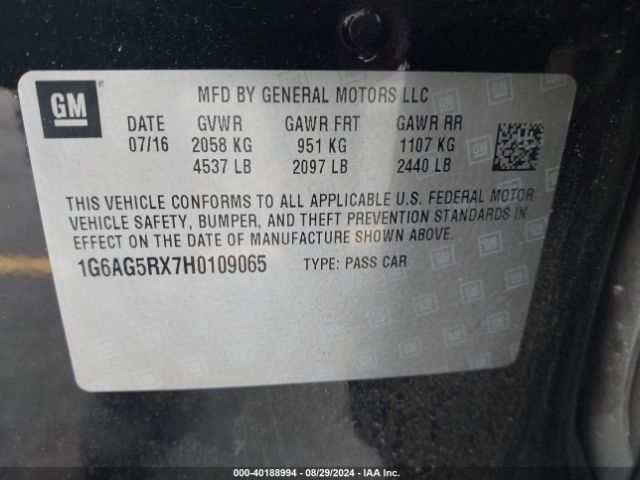 GM
MFD BY GENERAL MOTORS LLC
DATE GVWR GAWR FRT GAWR RR
07/16 2058 KG 951 KG 1107 KG
4537 LB 2097 LB 2440 LB
THIS VEHICLE CONFORMS TO ALL APPLICABLE U.S. FEDERAL MOTOR
VEHICLE SAFETY, BUMPER, AND THEFT PREVENTION STANDARDS IN
EFFECT ON THE DATE OF MANUFACTURE SHOWN ABOVE.
1G6AG5RX7H0109065 TYPE: PASS CAR
000-40188994 - 08/29/2024 - IAA Inc.